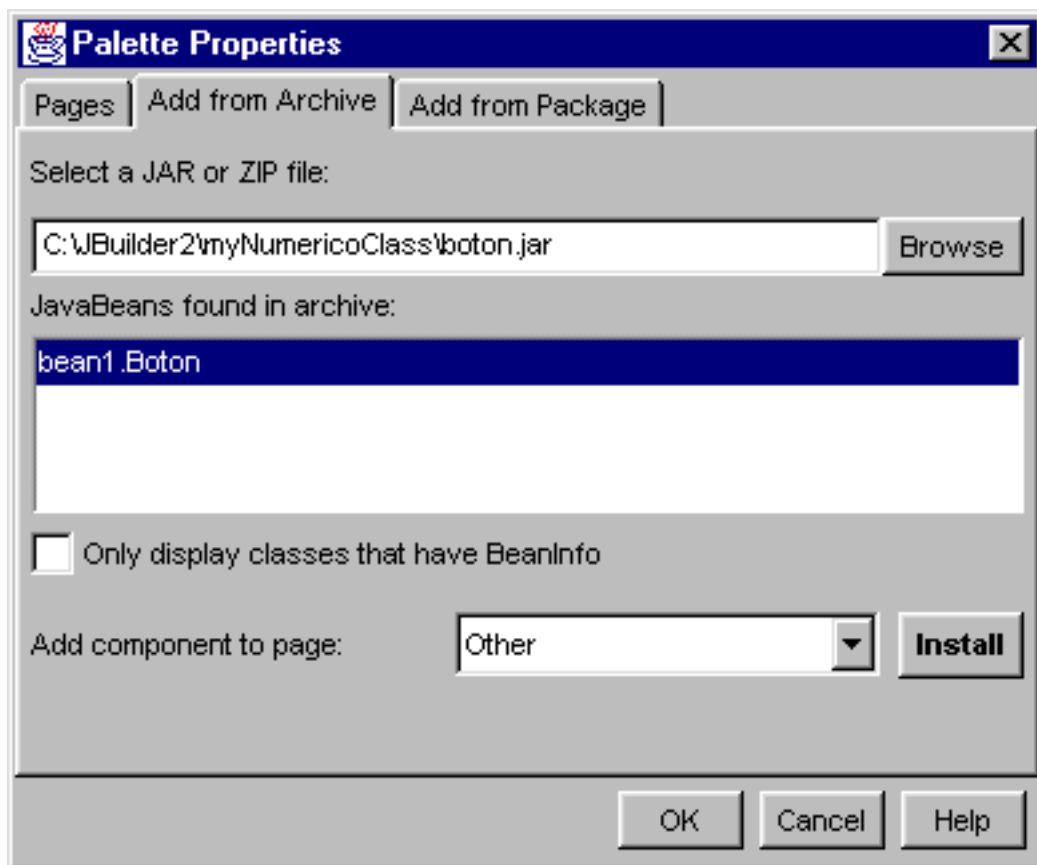 Palette Properties
Pages Add from Archive Add from Package
Select a JAR or ZIP file:
C:\JBuilder2\myNumericoClass\boton.jar Browse
JavaBeans found in archive:
bean1.Boton
Only display classes that have BeanInfo
Add component to page: Other Install
OK Cancel Help